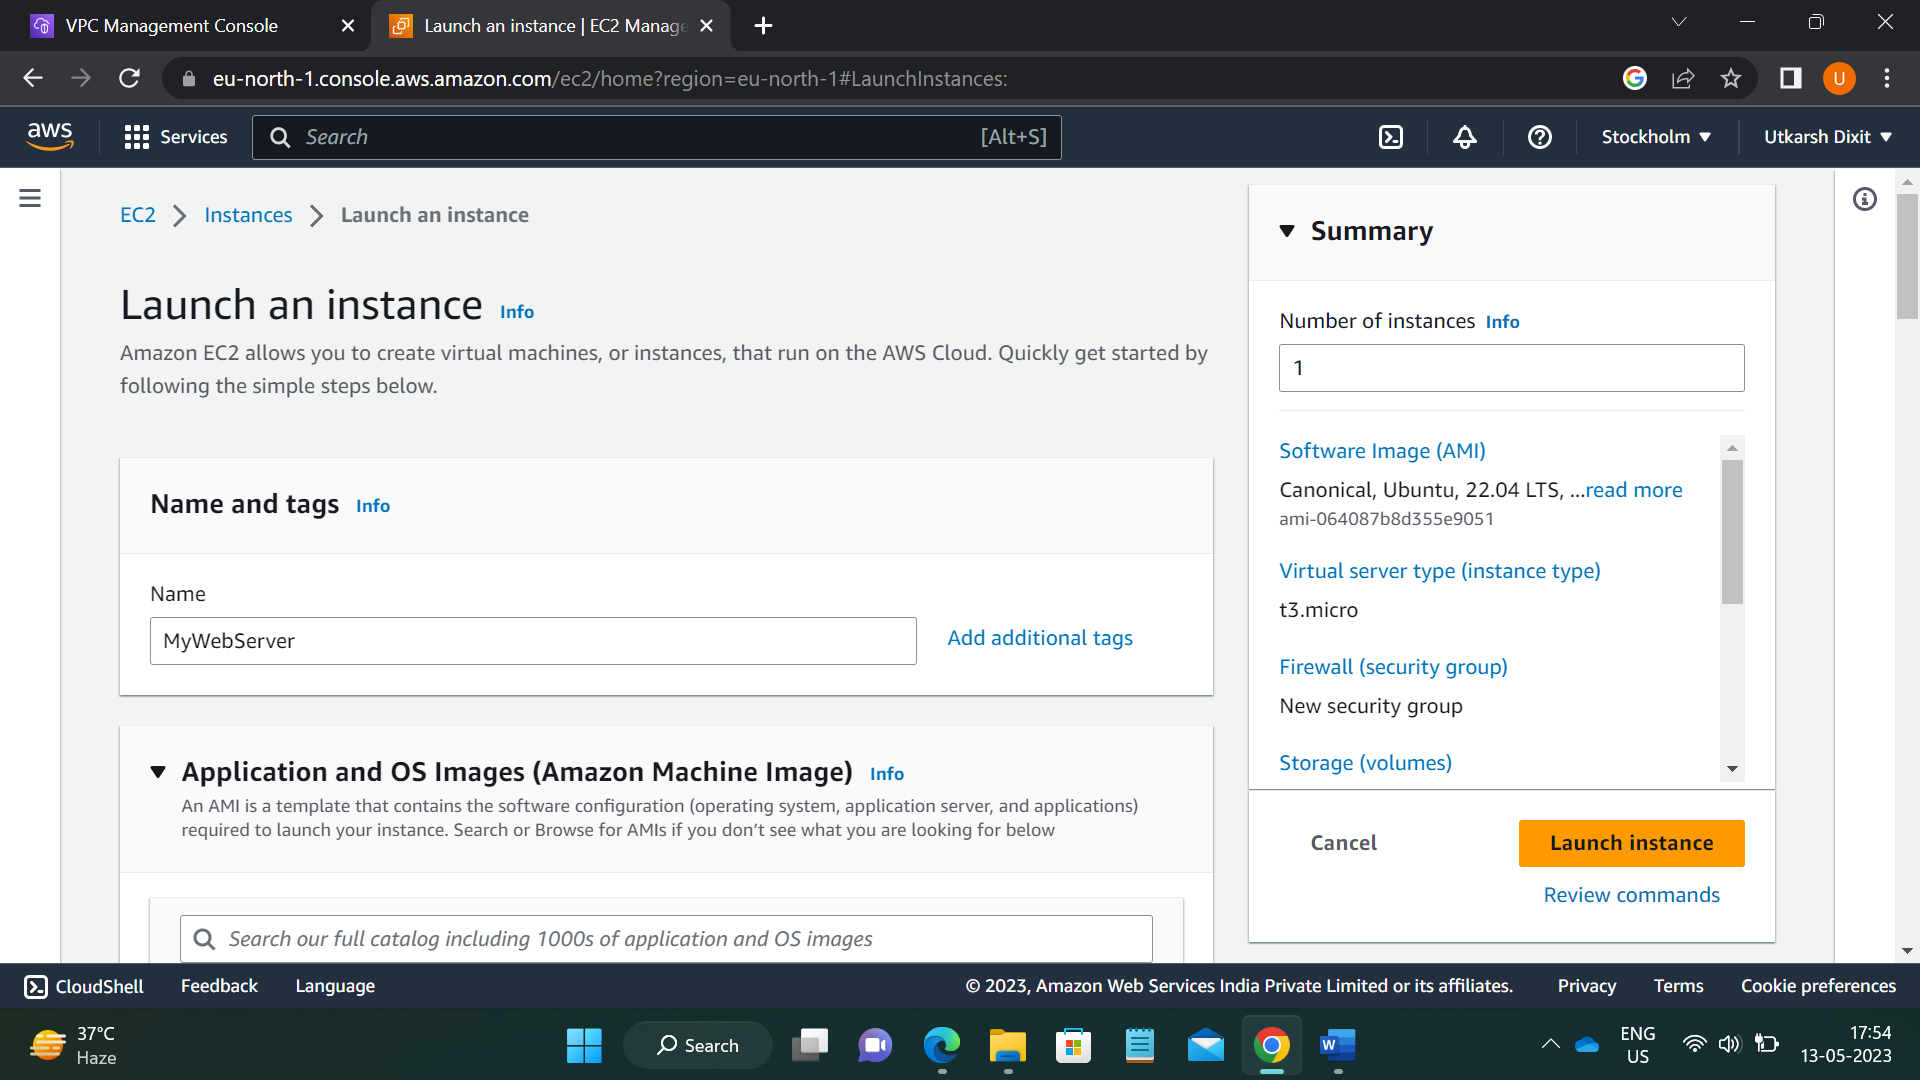 VPC Management Console
Launch an instance | EC2 Manage
eu-north-1.console.aws.amazon.com/ec2/home?region=eu-north-1#LaunchInstances:
U
aws
Services
Search
[Alt+S]
Stockholm
Utkarsh Dixit
EC2 Instances Launch an instance
Launch an instance Info
Amazon EC2 allows you to create virtual machines, or instances, that run on the AWS Cloud. Quickly get started by
following the simple steps below.
Name and tags Info
Name
MyWebServer
Add additional tags
Application and OS Images (Amazon Machine Image) Info
An AMI is a template that contains the software configuration (operating system, application server, and applications)
required to launch your instance. Search or Browse for AMIs if you don’t see what you are looking for below
Search our full catalog including 1000s of application and OS images
Summary
Number of instances Info
1
Software Image (AMI)
Canonical, Ubuntu, 22.04 LTS, ...read more
ami-064087b8d355e9051
Virtual server type (instance type)
t3.micro
Firewall (security group)
New security group
Storage (volumes)
Cancel
Launch instance
Review commands
CloudShell
Feedback
Language
© 2023, Amazon Web Services India Private Limited or its affiliates.
Privacy
Terms
Cookie preferences
37°C
Haze
Search
W
ENG
US
17:54
13-05-2023